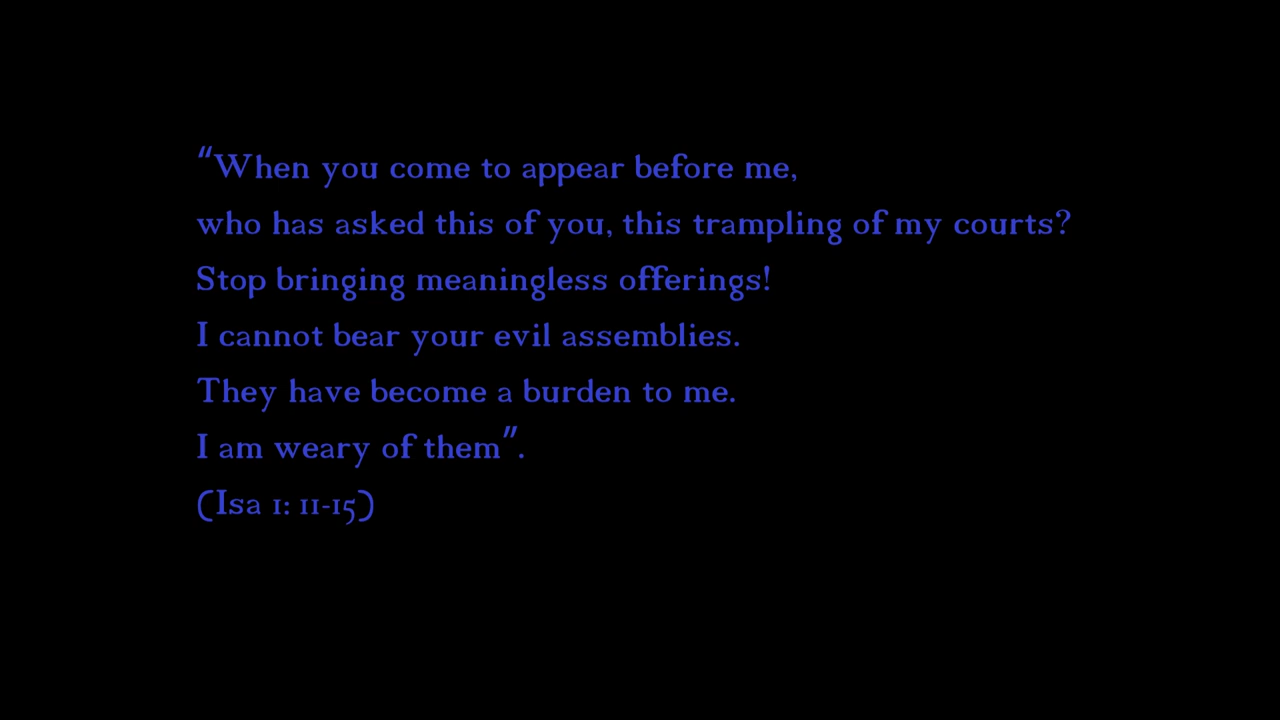 “When you come to appear before me,
who has asked this of you, this trampling of my courts?
Stop bringing meaningless offerings!
I cannot bear your evil assemblies.
They have become a burden to me.
I am weary of them”.
(Isa 1: 11-15)